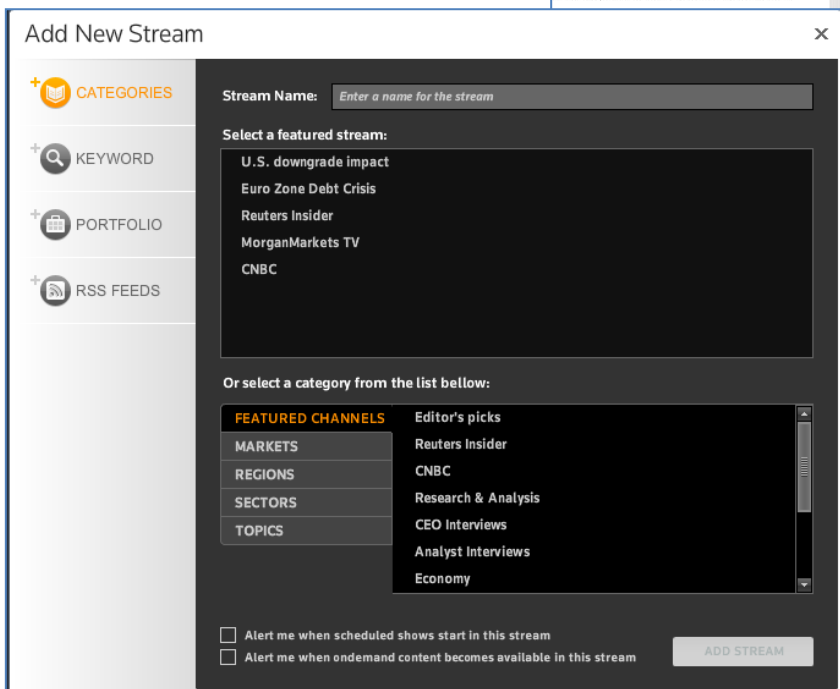 Add New Stream
CATEGORIES
KEYWORD
PORTFOLIO
RSS FEEDS
Stream Name: Enter a name for the stream
Select a featured stream:
U.S. downgrade impact
Euro Zone Debt Crisis
Reuters Insider
MorganMarkets TV
CNBC
Or select a category from the list bellow:
FEATURED CHANNELS
MARKETS
REGIONS
SECTORS
TOPICS
Editor's picks
Reuters Insider
CNBC
Research & Analysis
CEO Interviews
Analyst Interviews
Economy
Alert me when scheduled shows start in this stream
Alert me when ondemand content becomes available in this stream
ADD STREAM